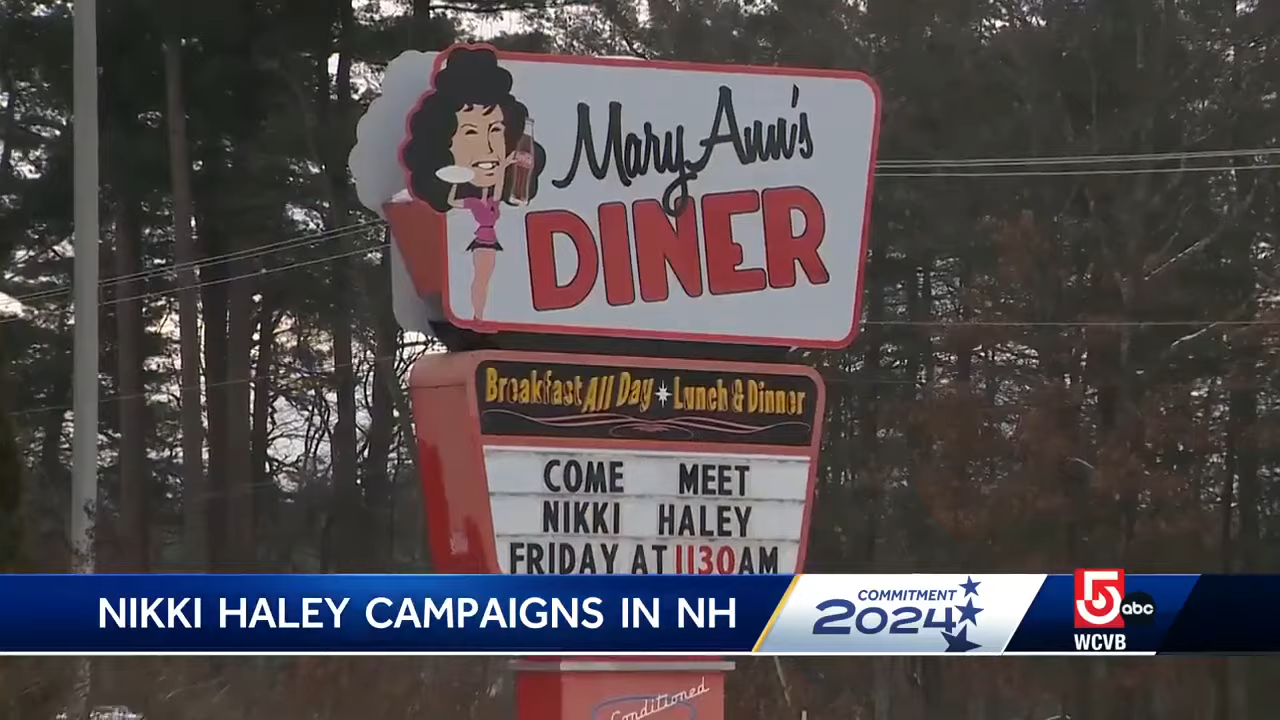 Mary Ann's
DINER
Breakfast All Day Lunch & Dinner
COME MEET
NIKKI HALEY
FRIDAY AT 1130AM
NIKKI HALEY CAMPAIGNS IN NH
COMMITMENT
2024
5
abc
WCVB
Conditioned